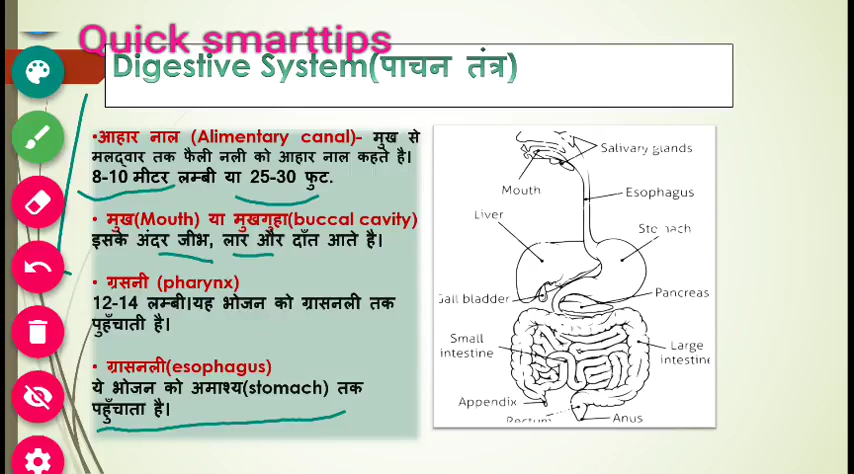 Quick smarttips
Digestive System(पाचन तंत्र)
•आहार नाल (Alimentary canal)- मुख से
मलद्वार तक फैली नली को आहार नाल कहते है।
8-10 मीटर लम्बी या 25-30 फुट.
•मुख(Mouth) या मुखगुहा(buccal cavity)
इसके अंदर जीभ, लार और दाँत आते है।
•ग्रसनी (pharynx)
12-14 लम्बी।यह भोजन को ग्रासनली तक
पुहँचाती है।
•ग्रासनली(esophagus)
ये भोजन को अमाश्य(stomach) तक
पहुँचाता है।
Salivary glands
Mouth
Esophagus
Liver
Stomach
Gall bladder
Pancreas
Small
intestine
Large
intestine
Appendix
Rectum
Anus